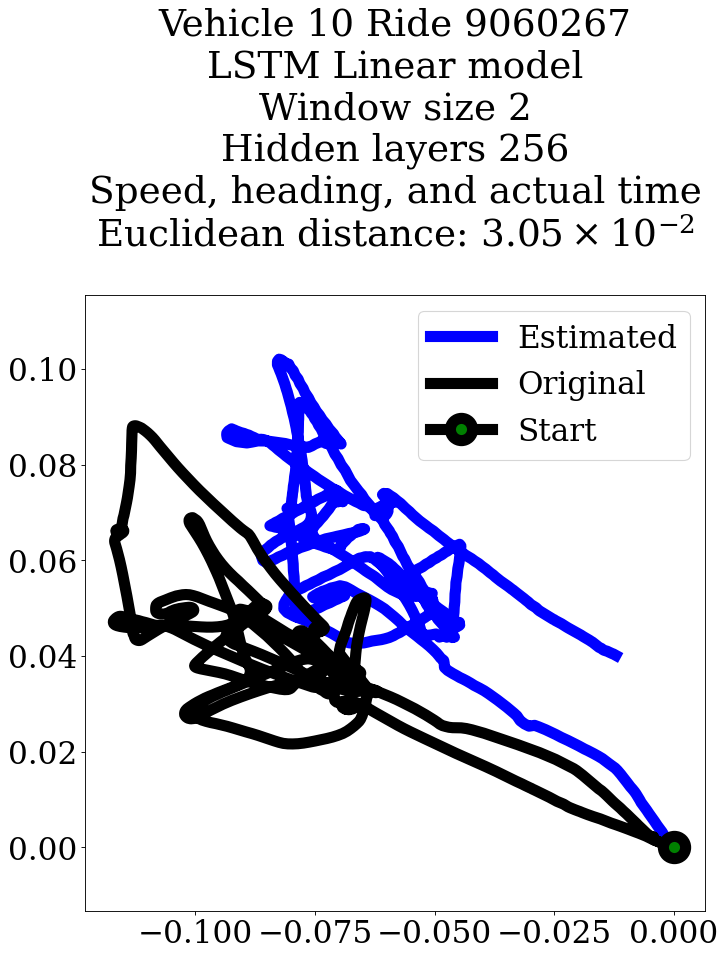 Vehicle 10 Ride 9060267
LSTM Linear model
Window size 2
Hidden layers 256
Speed, heading, and actual time
Euclidean distance: 3.05 × 10⁻²
Estimated
Original
Start
0.10
0.08
0.06
0.04
0.02
0.00
−0.100 −0.075 −0.050 −0.025 0.000